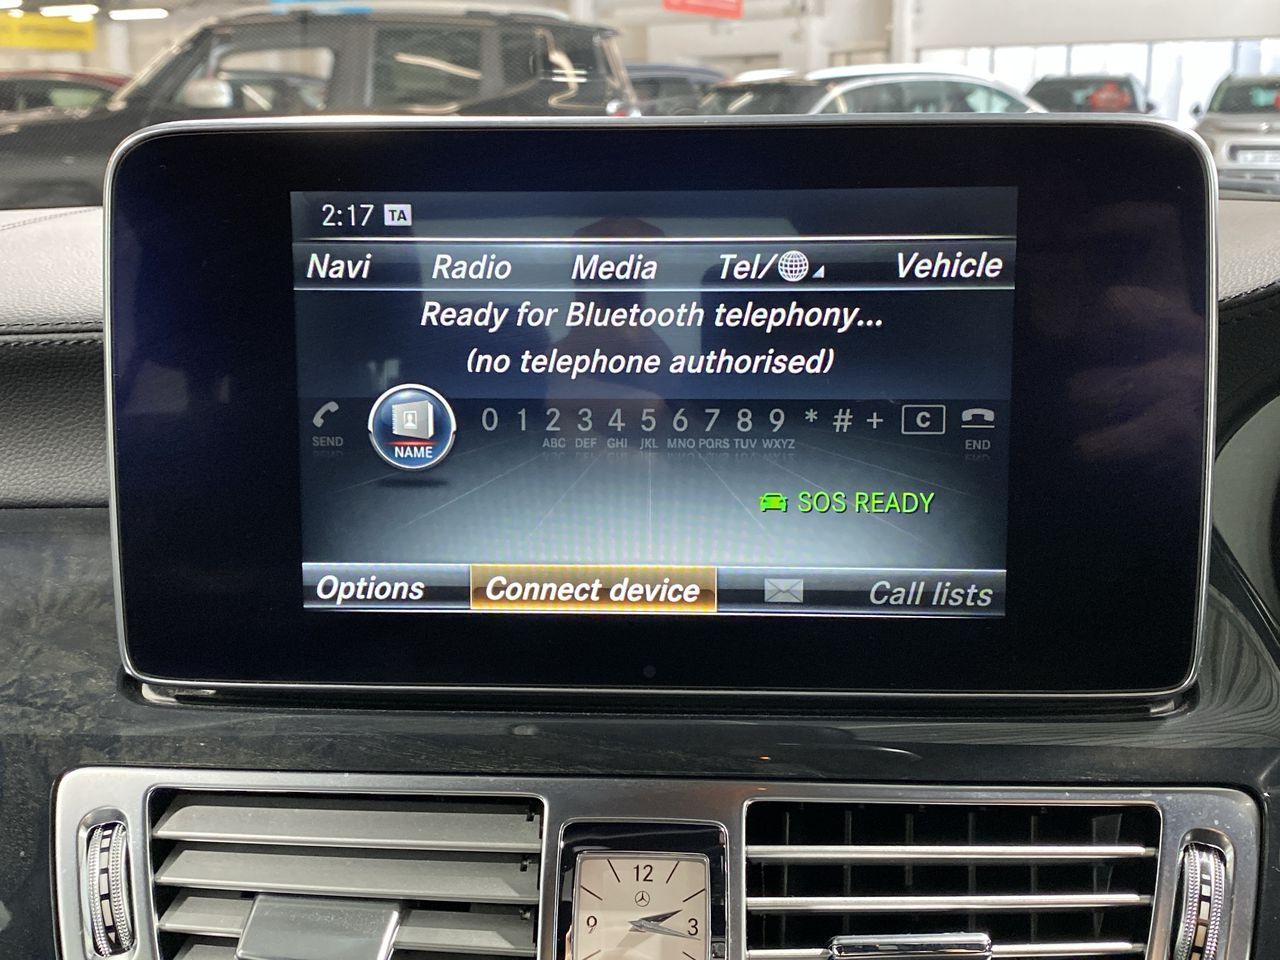 2:17 TA
Navi Radio Media Tel/ Vehicle
Ready for Bluetooth telephony...
(no telephone authorised)
SEND NAME 0 1 2 3 4 5 6 7 8 9 * # + C END
ABC DEF GHI JKL MNO PQRS TUV WXYZ
SOS READY
Options Connect device Call lists
12
9 3